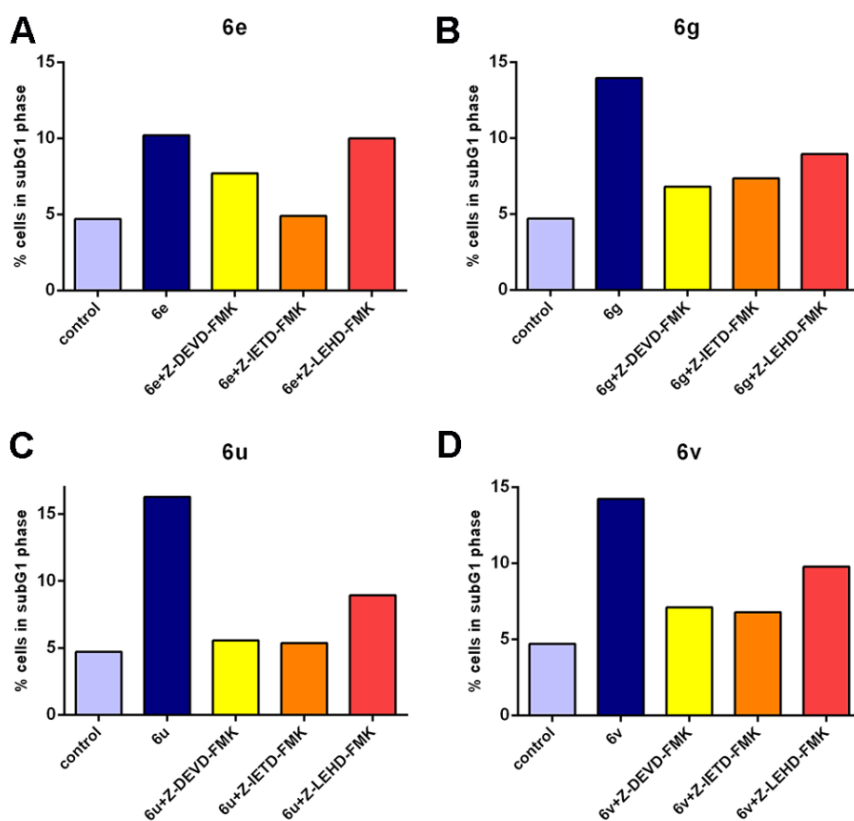 A
6e
% cells in subG1 phase
15
10
5
0
control
6e
6e+Z-DEVD-FMK
6e+Z-IETD-FMK
6e+Z-LEHD-FMK
B
6g
% cells in subG1 phase
15
10
5
0
control
6g
6g+Z-DEVD-FMK
6g+Z-IETD-FMK
6g+Z-LEHD-FMK
C
6u
% cells in subG1 phase
15
10
5
0
control
6u
6u+Z-DEVD-FMK
6u+Z-IETD-FMK
6u+Z-LEHD-FMK
D
6v
% cells in subG1 phase
15
10
5
0
control
6v
6v+Z-DEVD-FMK
6v+Z-IETD-FMK
6v+Z-LEHD-FMK